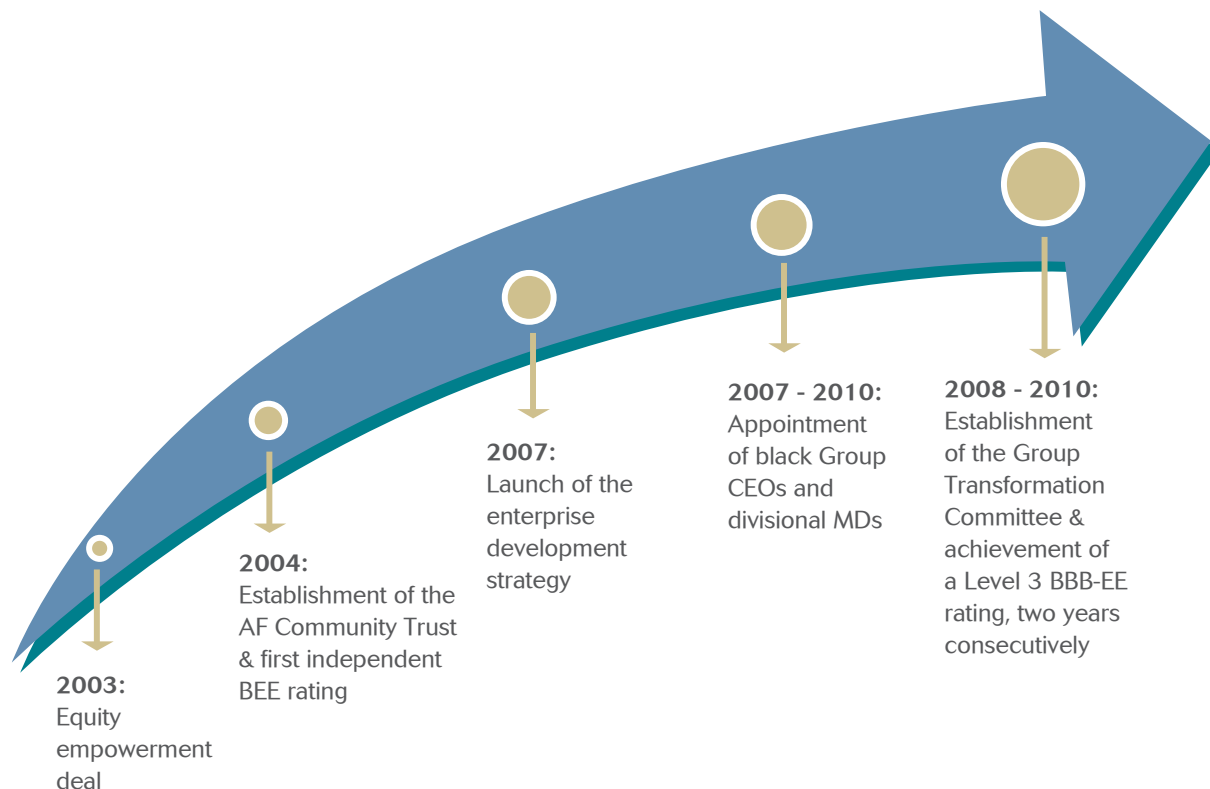 2003:
Equity
empowerment
deal
2004:
Establishment of the
AF Community Trust
& first independent
BEE rating
2007:
Launch of the
enterprise
development
strategy
2007 - 2010:
Appointment
of black Group
CEOs and
divisional MDs
2008 - 2010:
Establishment
of the Group
Transformation
Committee &
achievement of
a Level 3 BBB-EE
rating, two years
consecutively